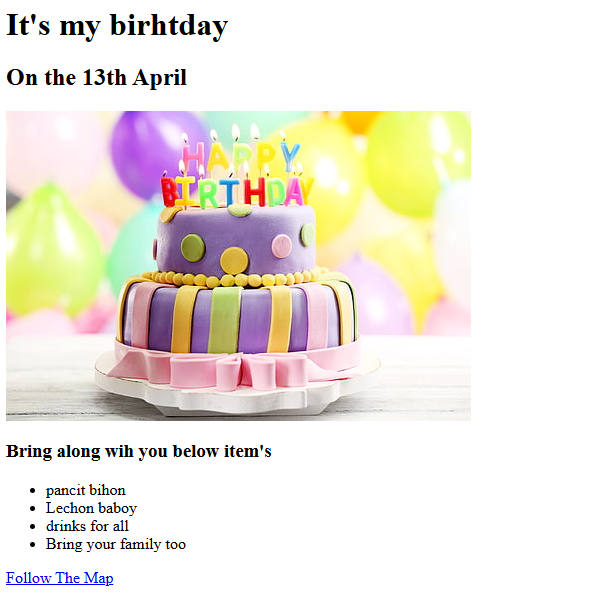 It's my birhtday
On the 13th April
HAPPY
BIRTHDAY
Bring along wih you below item's
pancit bihon
Lechon baboy
drinks for all
Bring your family too
Follow The Map